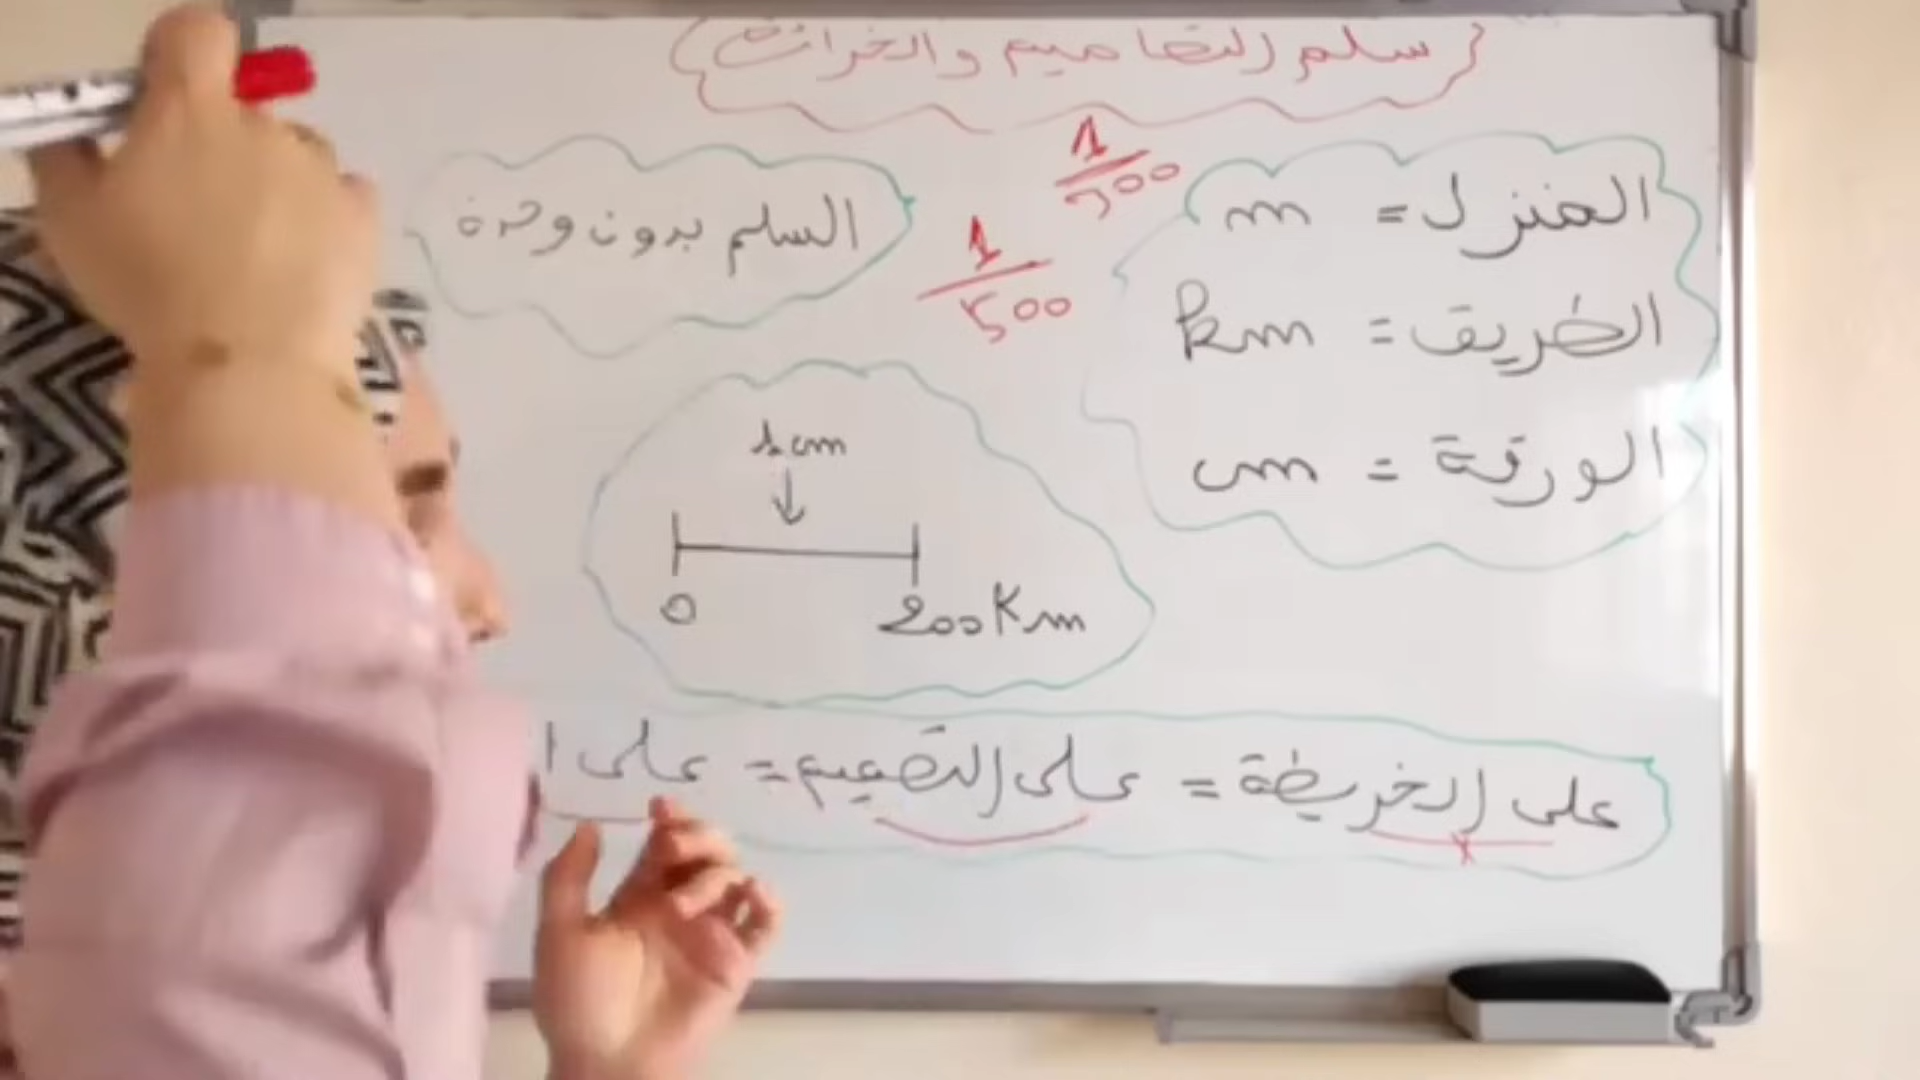 سلم التصاميم والخرائط
1/500
المنزل = m
السلم بدون وحدة
1/500
الطريق = km
1cm
الورقة = cm
0 200Km
على الخريطة = على التصميم = على ا